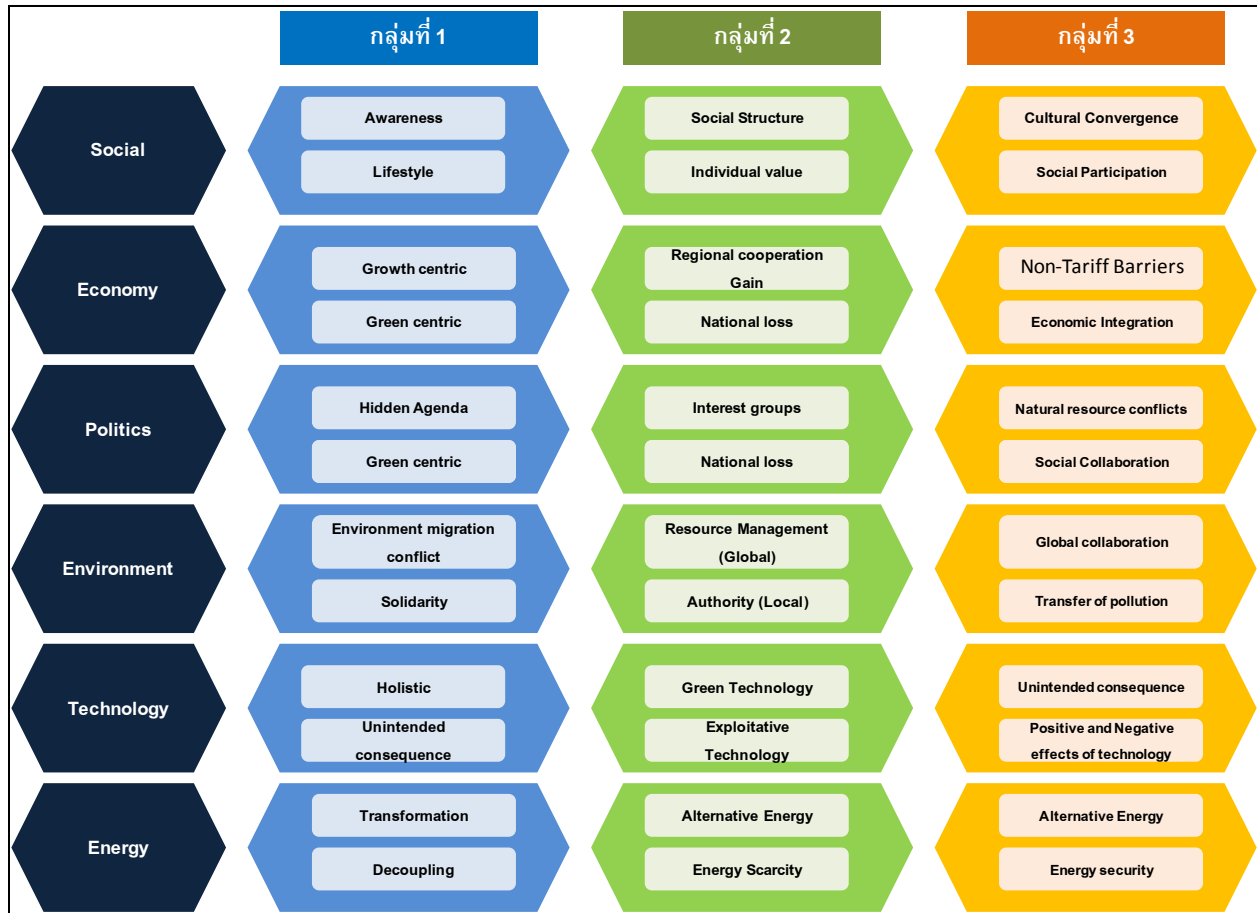 กลุ่มที่ 1
กลุ่มที่ 2
กลุ่มที่ 3
Social
Awareness
Lifestyle
Social Structure
Individual value
Cultural Convergence
Social Participation
Economy
Growth centric
Green centric
Regional cooperation
Gain
National loss
Non-Tariff Barriers
Economic Integration
Politics
Hidden Agenda
Green centric
Interest groups
National loss
Natural resource conflicts
Social Collaboration
Environment
Environment migration
conflict
Solidarity
Resource Management
(Global)
Authority (Local)
Global collaboration
Transfer of pollution
Technology
Holistic
Unintended
consequence
Green Technology
Exploitative
Technology
Unintended consequence
Positive and Negative
effects of technology
Energy
Transformation
Decoupling
Alternative Energy
Energy Scarcity
Alternative Energy
Energy security